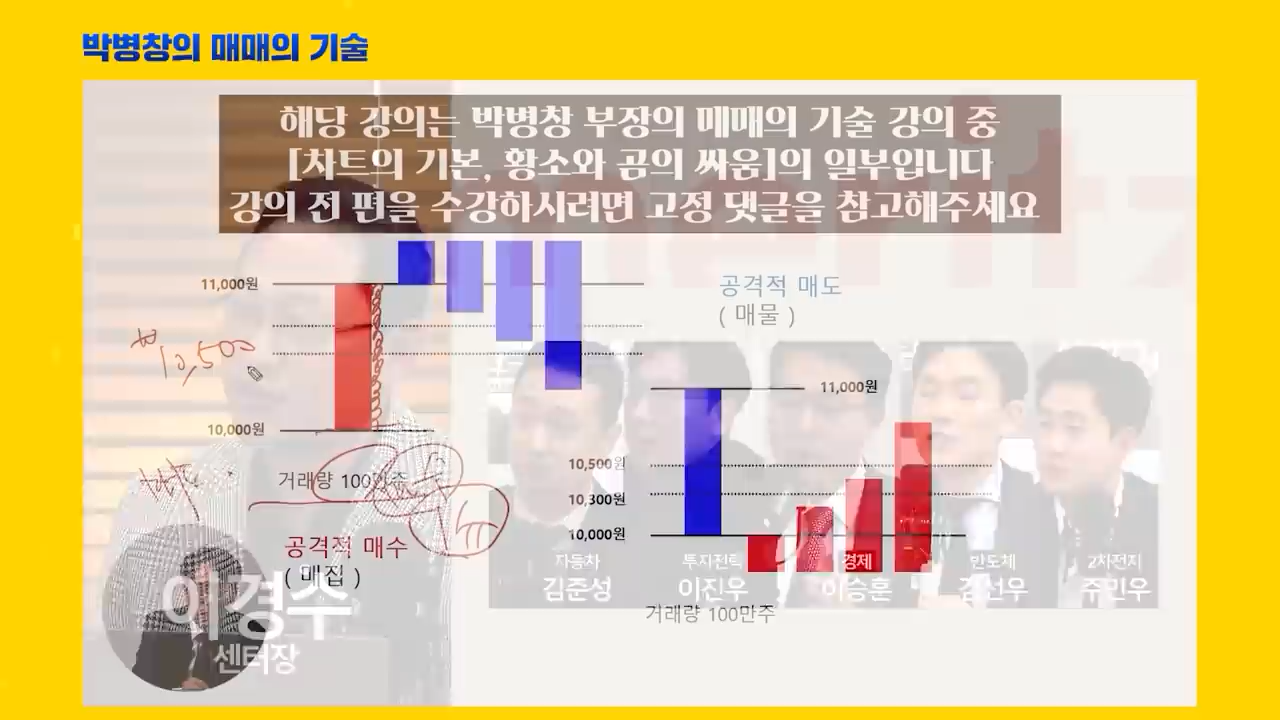 박병창의 매매의 기술
해당 강의는 박병창 부장의 매매의 기술 강의 중
[차트의 기본, 황소와 곰의 싸움]의 일부입니다
강의 전 편을 수강하시려면 고정 댓글을 참고해주세요
meritz
11,000원
공격적 매도
( 매물 )
₩
10,500
11,000원
10,000원
10,500원
거래량 100만주
10,300원
10,000원
공격적 매수
( 매집 )
자동차
투자전략
경제
반도체
2차전지
김준성
이진우
이승훈
김선우
주민우
거래량 100만주
이경수
센터장